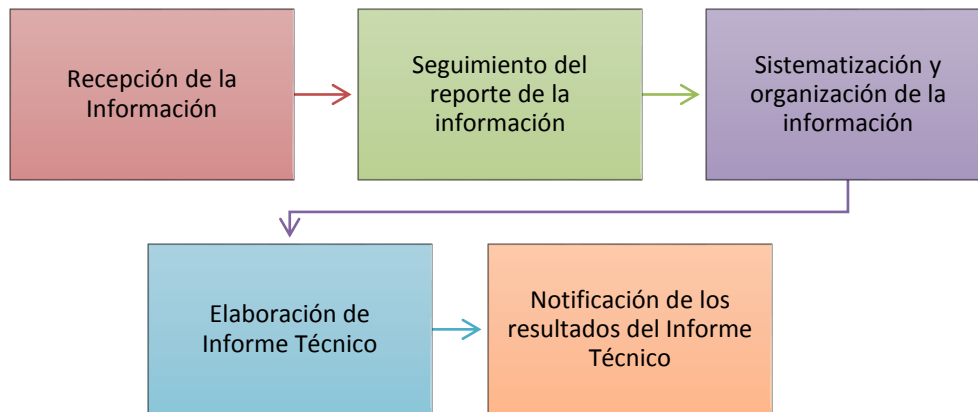 Recepción de la
Información
Seguimiento del
reporte de la
información
Sistematización y
organización de la
información
Elaboración de
Informe Técnico
Notificación de los
resultados del Informe
Técnico